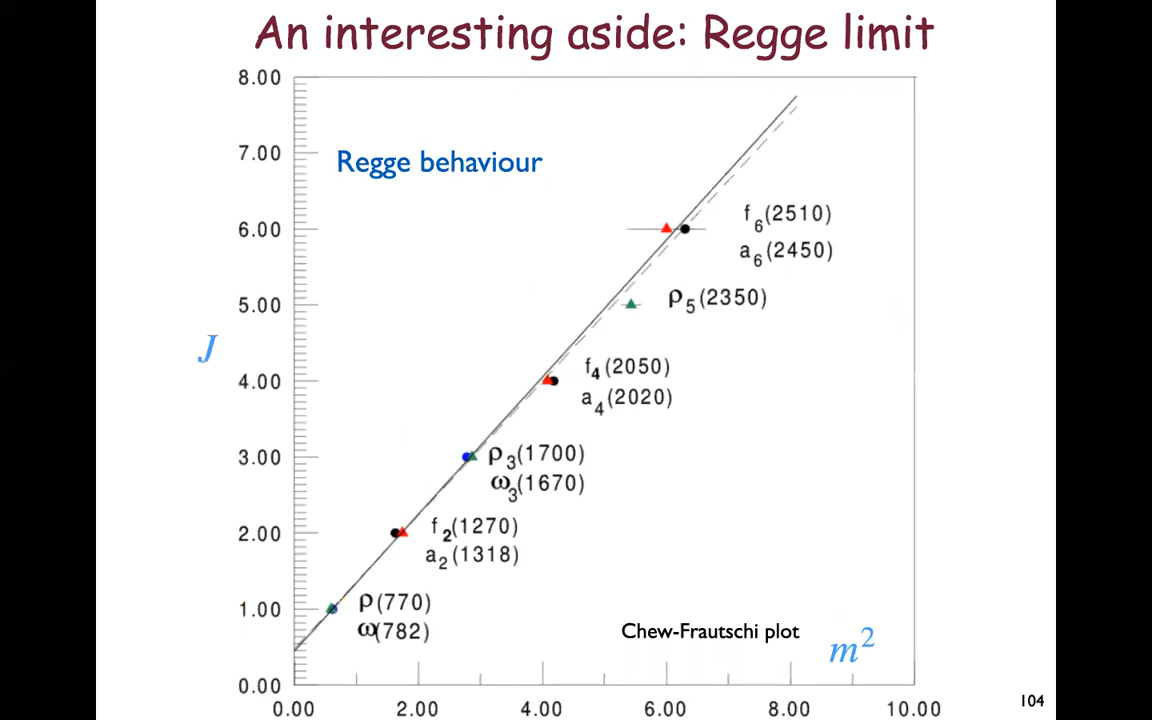 An interesting aside: Regge limit
8.00
Regge behaviour
7.00
6.00
f6(2510)
a6(2450)
5.00
ρ5(2350)
J
4.00
f4(2050)
a4(2020)
3.00
ρ3(1700)
ω3(1670)
2.00
f2(1270)
a2(1318)
1.00
ρ(770)
ω(782)
Chew-Frautschi plot
m²
0.00
104
0.00 2.00 4.00 6.00 8.00 10.00